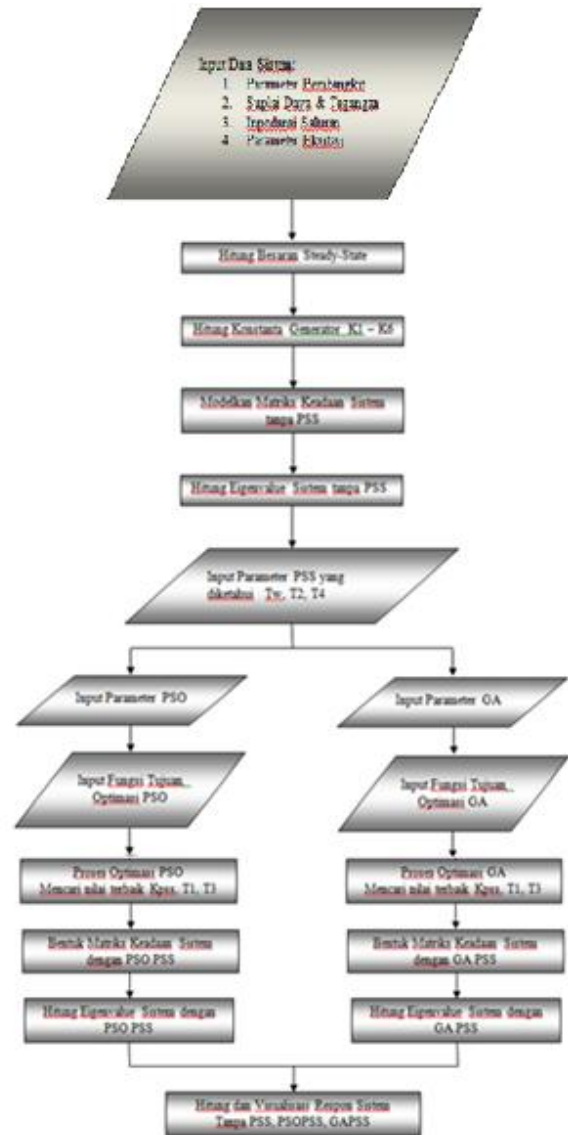 Input Data Sistem:
1. Parameter Pembangkit
2. Suplai Daya & Tegangan
3. Impedansi Saluran
4. Parameter Eksitasi
Hitung Besaran Steady-State
Hitung Konstanta Generator K1 – K6
Modelkan Matriks Keadaan Sistem
tanpa PSS
Hitung Eigenvalue Sistem tanpa PSS
Input Parameter PSS yang
diketahui Tw, T2, T4
Input Parameter PSO
Input Parameter GA
Input Fungsi Tujuan
Optimasi PSO
Input Fungsi Tujuan
Optimasi GA
Proses Optimasi PSO
Mencari nilai terbaik Kpss, T1, T3
Proses Optimasi GA
Mencari nilai terbaik Kpss, T1, T3
Bentuk Matriks Keadaan Sistem
dengan PSO PSS
Bentuk Matriks Keadaan Sistem
dengan GA PSS
Hitung Eigenvalue Sistem dengan
PSO PSS
Hitung Eigenvalue Sistem dengan
GA PSS
Hitung dan Visualisasi Respon Sistem
Tanpa PSS, PSOPSS, GAPSS